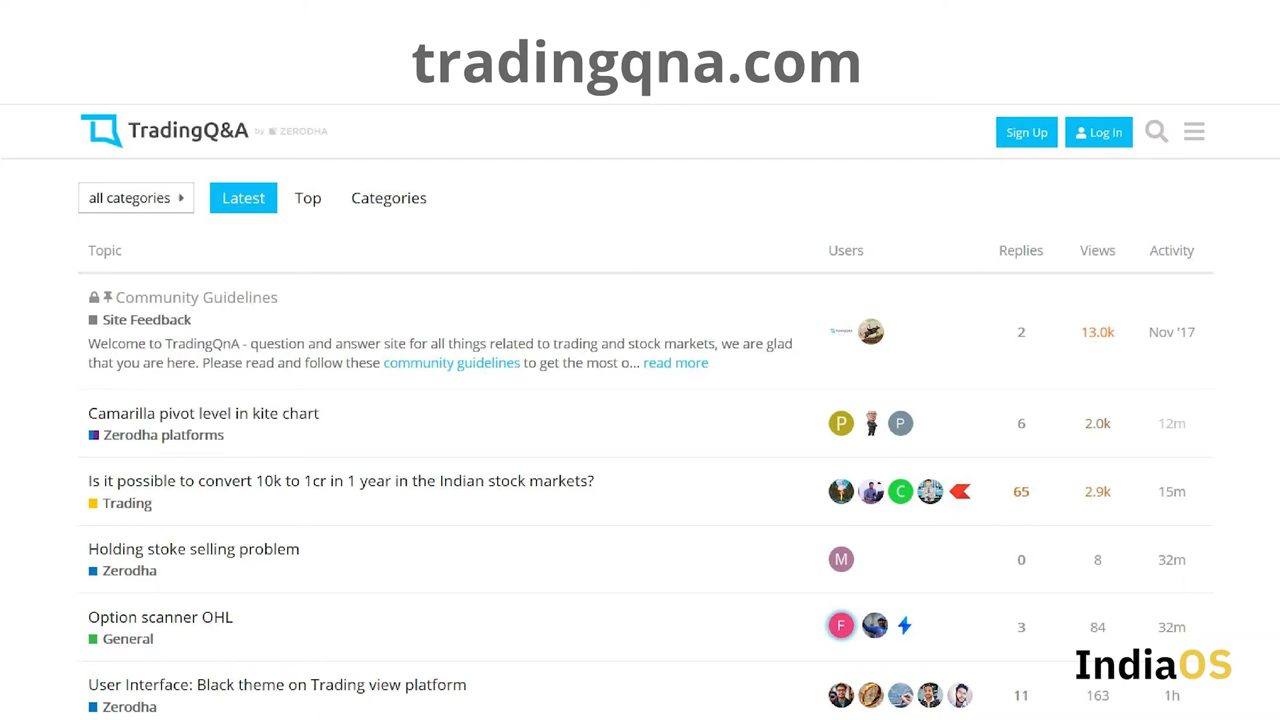 tradingqna.com
TradingQ&A by ZERODHA
Sign Up
Log In
all categories
Latest
Top
Categories
Topic
Users
Replies
Views
Activity
Community Guidelines
Site Feedback
Welcome to TradingQnA - question and answer site for all things related to trading and stock markets, we are glad
that you are here. Please read and follow these community guidelines to get the most o... read more
2
13.0k
Nov '17
Camarilla pivot level in kite chart
Zerodha platforms
P
P
6
2.0k
12m
Is it possible to convert 10k to 1cr in 1 year in the Indian stock markets?
Trading
C
65
2.9k
15m
Holding stoke selling problem
Zerodha
M
0
8
32m
Option scanner OHL
General
F
3
84
32m
User Interface: Black theme on Trading view platform
Zerodha
11
163
1h
IndiaOS